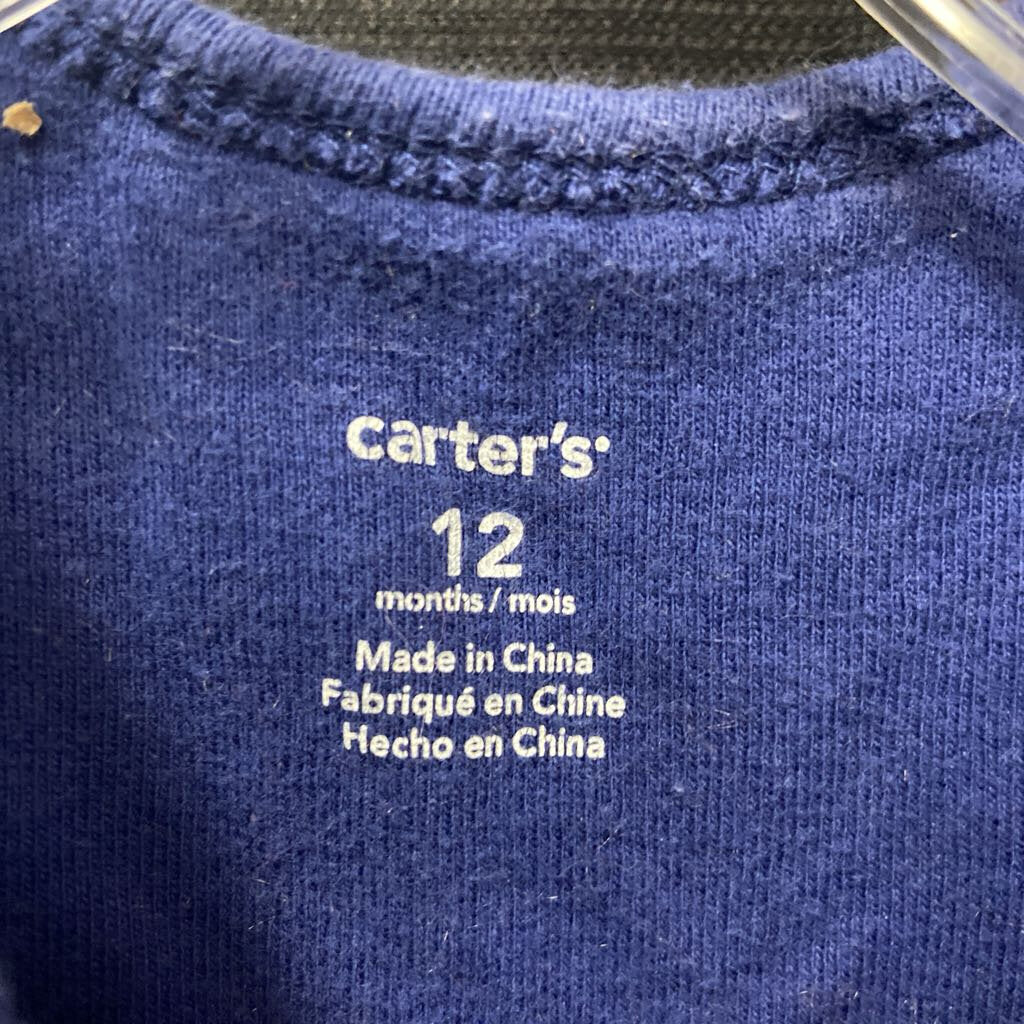 carter's
12
months / mois
Made in China
Fabriqué en Chine
Hecho en China